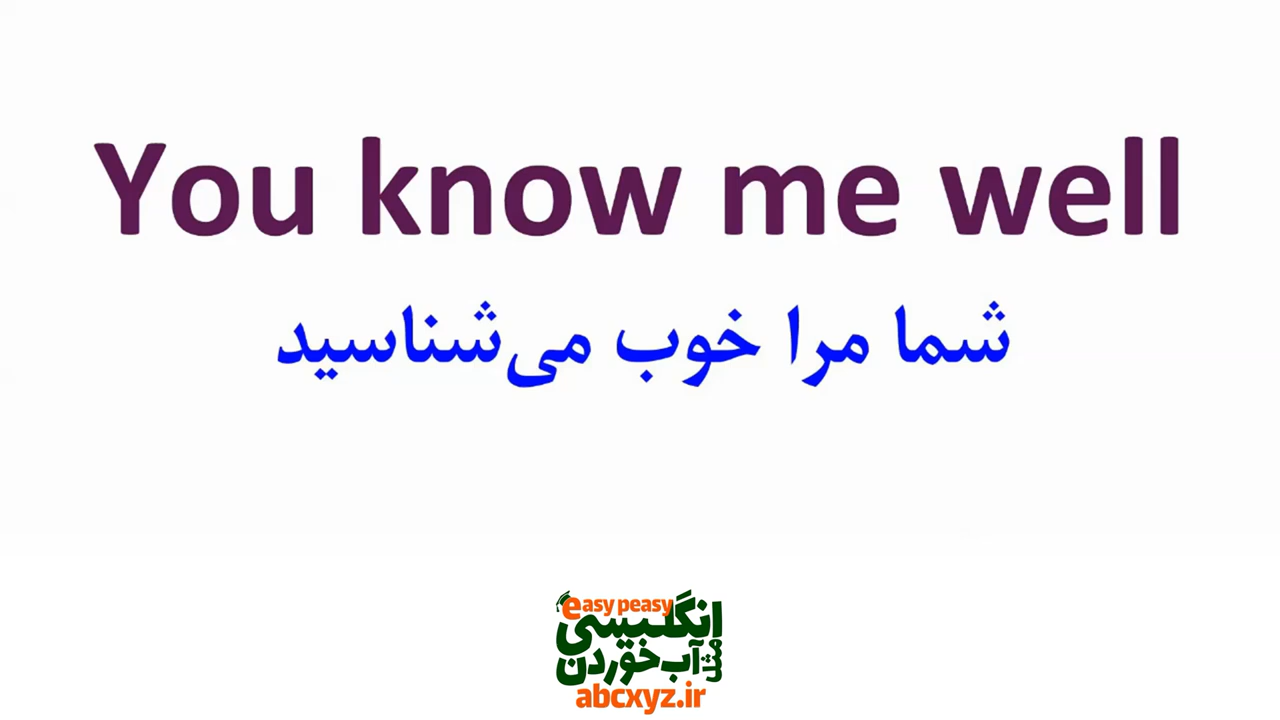 You know me well
شما مرا خوب می‌شناسید
easy peasy
انگلیسی
مثل آب خوردن
abcxyz.ir